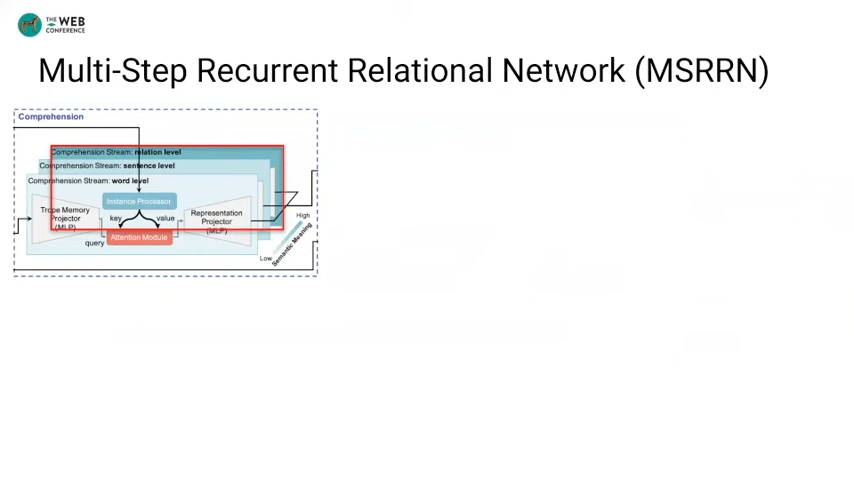 THE WEB
CONFERENCE
Multi-Step Recurrent Relational Network (MSRRN)
Comprehension
Comprehension Stream: relation level
Comprehension Stream: sentence level
Comprehension Stream: word level
Instance Processor
Trope Memory
Projector
(MLP)
key
value
Representation
Projector
(MLP)
query
Attention Module
High
Low
Semantic Meaning